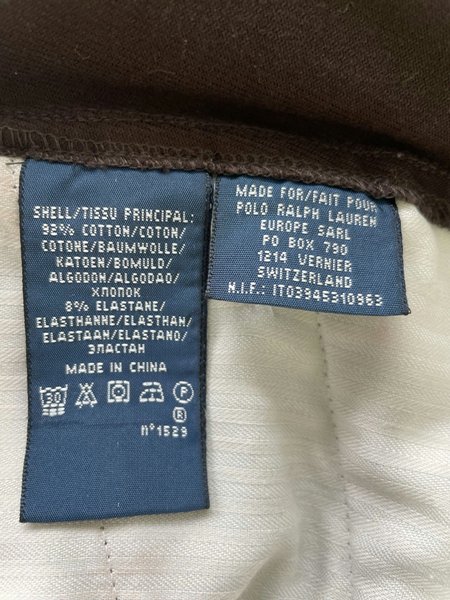 SHELL/TISSU PRINCIPAL:
92% COTTON/COTON/
COTONE/BAUMWOLLE/
KATOEN/BOMULD/
ALGODON/ALGODAO/
ХЛОПОК
8% ELASTANE/
ELASTHANNE/ELASTHAN/
ELASTAAN/ELASTANO/
ЭЛАСТАН
MADE IN CHINA
30 P
R
n°1529
MADE FOR/FAIT POUR
POLO RALPH LAUREN
EUROPE SARL
PO BOX 790
1214 VERNIER
SWITZERLAND
N.I.F.: IT03945310963